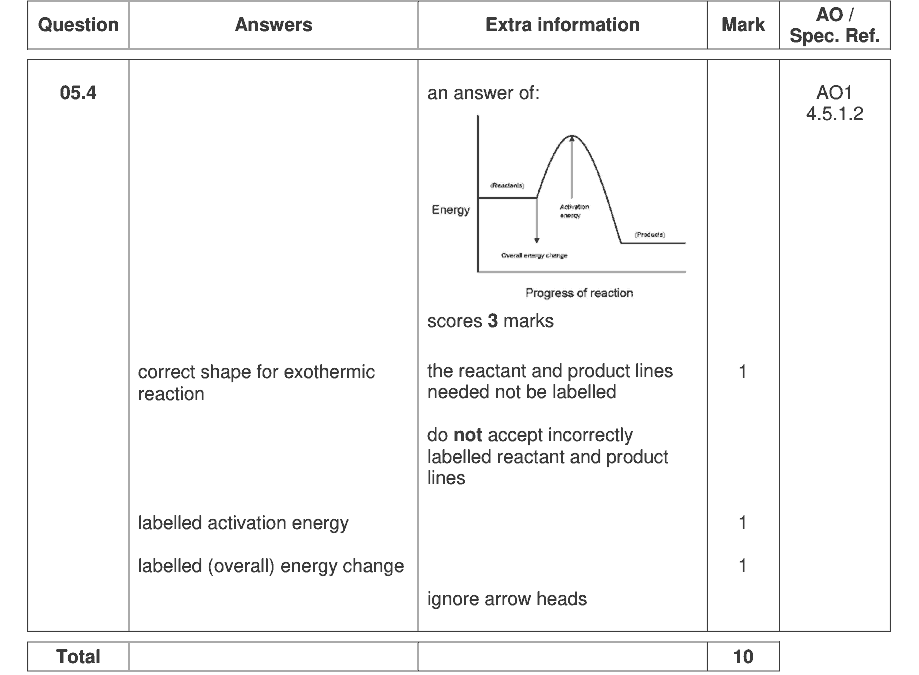 Question Answers Extra information Mark AO /
Spec. Ref.
05.4 an answer of: AO1
4.5.1.2
(Reactants)
Energy
Activation
energy
(Products)
Overall energy change
Progress of reaction
scores 3 marks
correct shape for exothermic
reaction
the reactant and product lines
needed not be labelled
1
do not accept incorrectly
labelled reactant and product
lines
labelled activation energy 1
labelled (overall) energy change 1
ignore arrow heads
Total 10